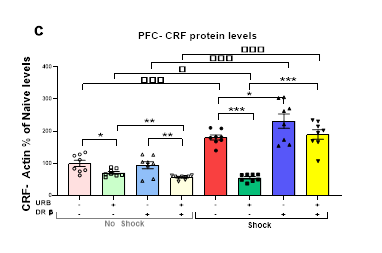 C
PFC- CRF protein levels
□□□
□□□
□
□□□
***
*
**
***
*
**
CRF- Actin % of Naive levels
400
300
200
100
0
URB - + - + - + - +
DR β - - + + - - + +
No Shock
Shock